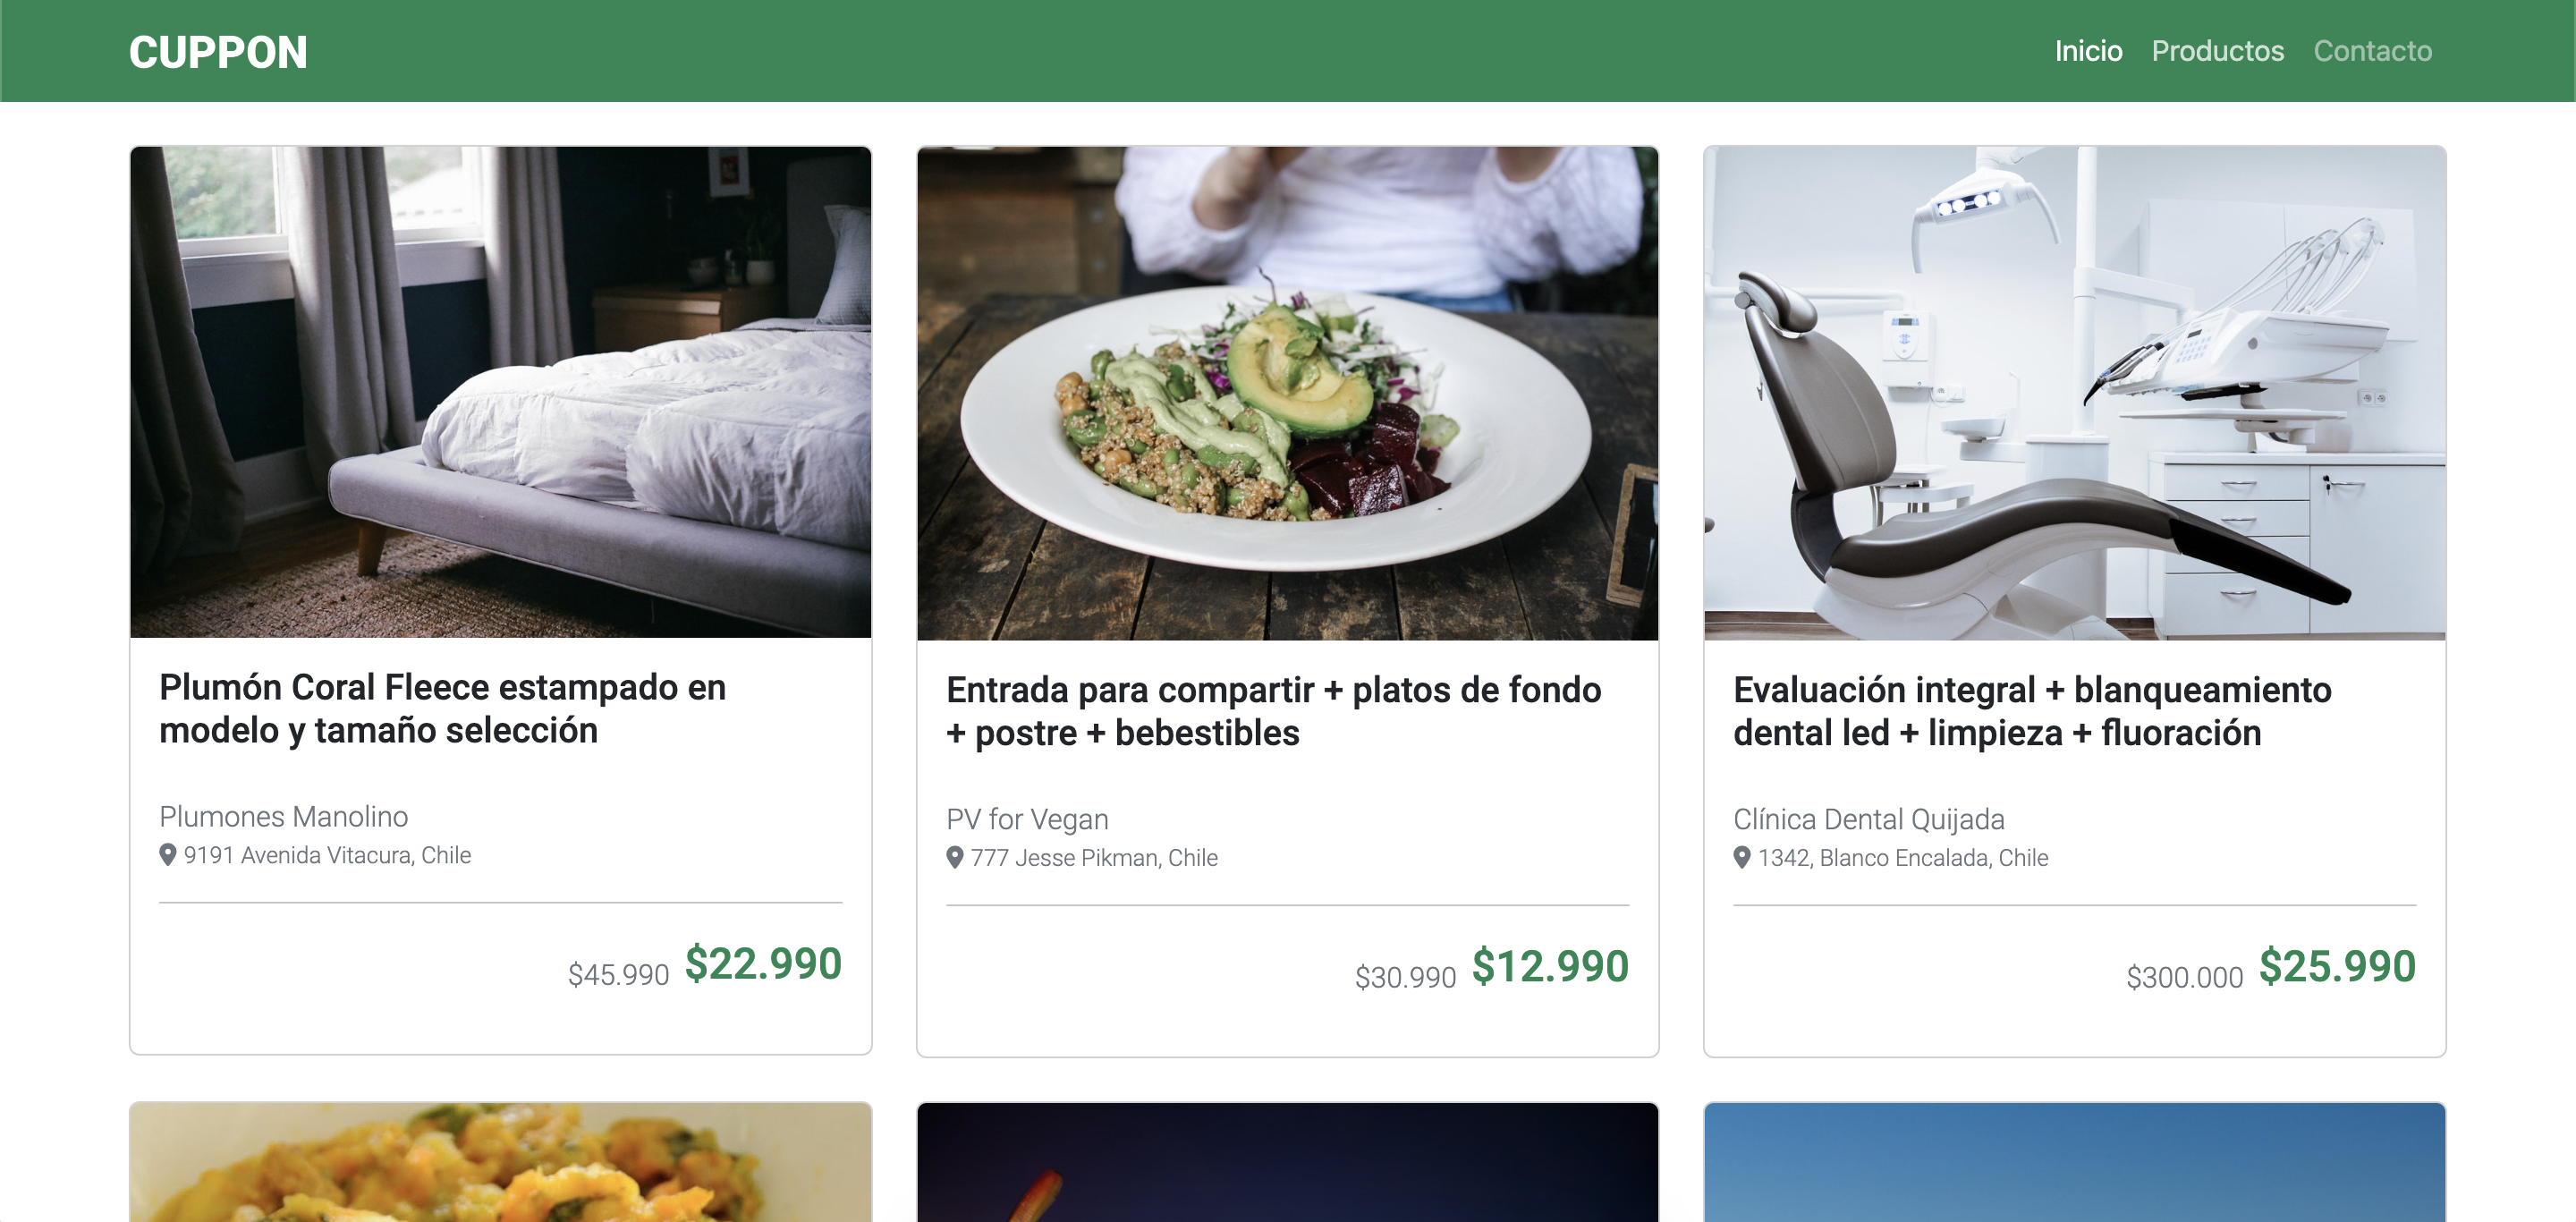 CUPPON
Inicio Productos Contacto
Plumón Coral Fleece estampado en
modelo y tamaño selección
Plumones Manolino
9191 Avenida Vitacura, Chile
$45.990 $22.990
Entrada para compartir + platos de fondo
+ postre + bebestibles
PV for Vegan
777 Jesse Pikman, Chile
$30.990 $12.990
Evaluación integral + blanqueamiento
dental led + limpieza + fluoración
Clínica Dental Quijada
1342, Blanco Encalada, Chile
$300.000 $25.990